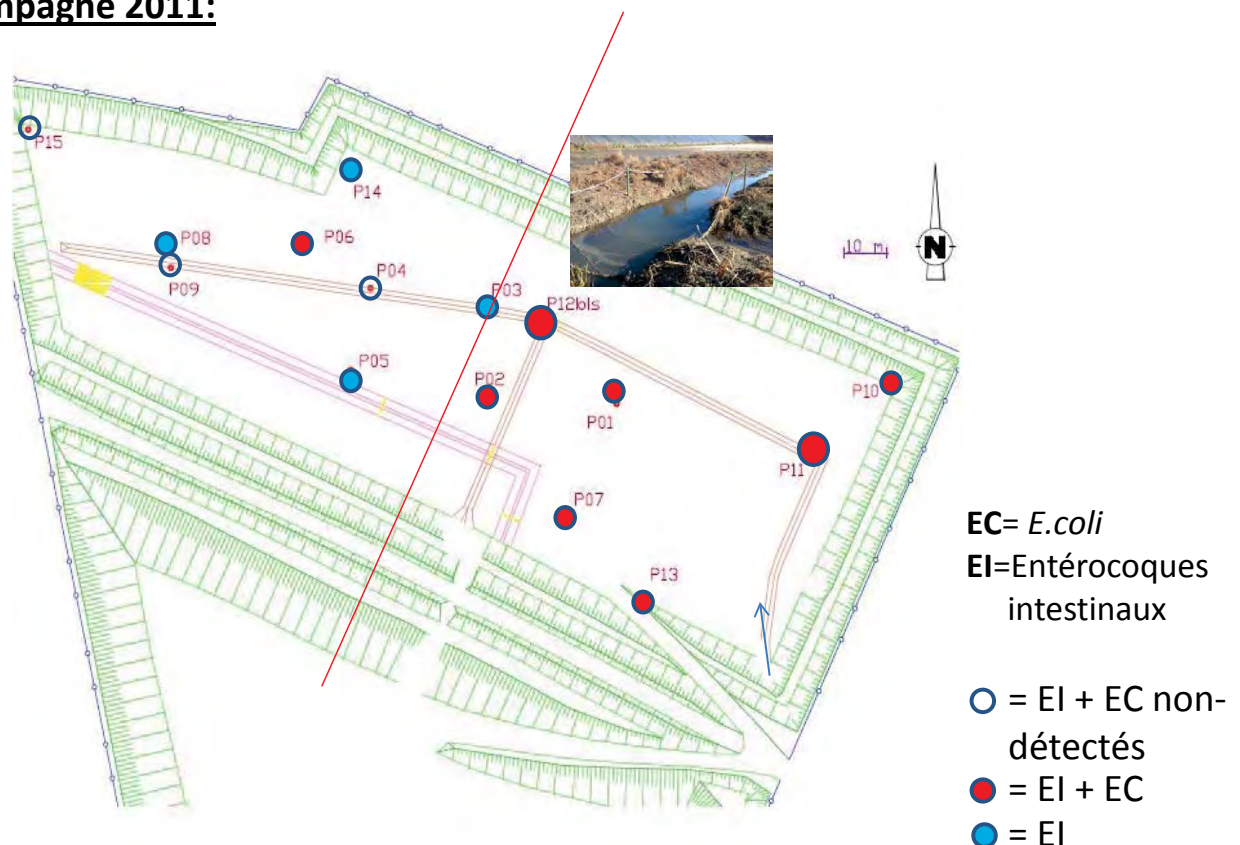 mpagne 2011:
P15
P14
P08
P06
P09
P04
P03
P12bis
10 m
N
P05
P02
P01
P10
P11
P07
P13
EC= E.coli
EI=Entérocoques
intestinaux
= EI + EC non-
détectés
= EI + EC
= EI